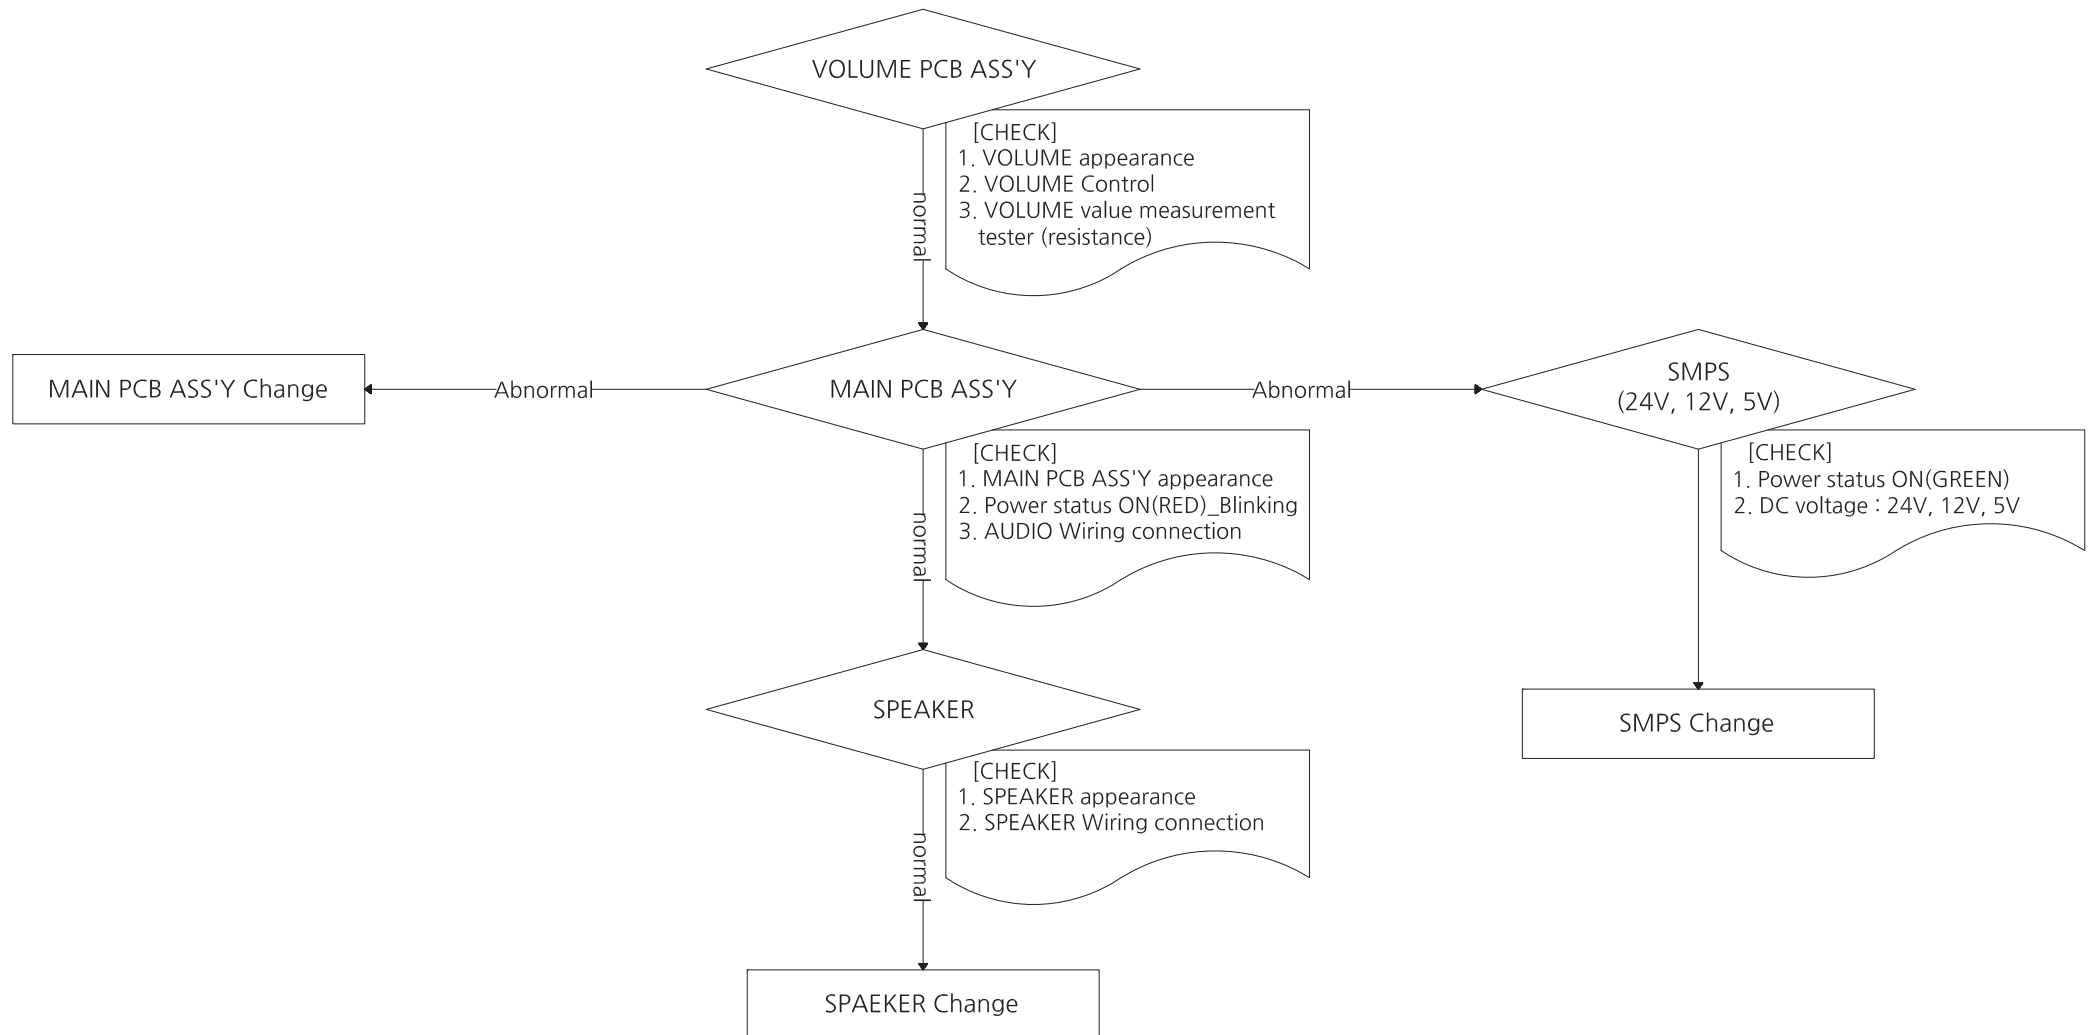 VOLUME PCB ASS'Y
[CHECK]
1. VOLUME appearance
2. VOLUME Control
3. VOLUME value measurement
tester (resistance)
normal
MAIN PCB ASS'Y Change
Abnormal
MAIN PCB ASS'Y
Abnormal
SMPS
(24V, 12V, 5V)
[CHECK]
1. MAIN PCB ASS'Y appearance
2. Power status ON(RED)_Blinking
3. AUDIO Wiring connection
[CHECK]
1. Power status ON(GREEN)
2. DC voltage : 24V, 12V, 5V
normal
SPEAKER
SMPS Change
[CHECK]
1. SPEAKER appearance
2. SPEAKER Wiring connection
normal
SPAEKER Change